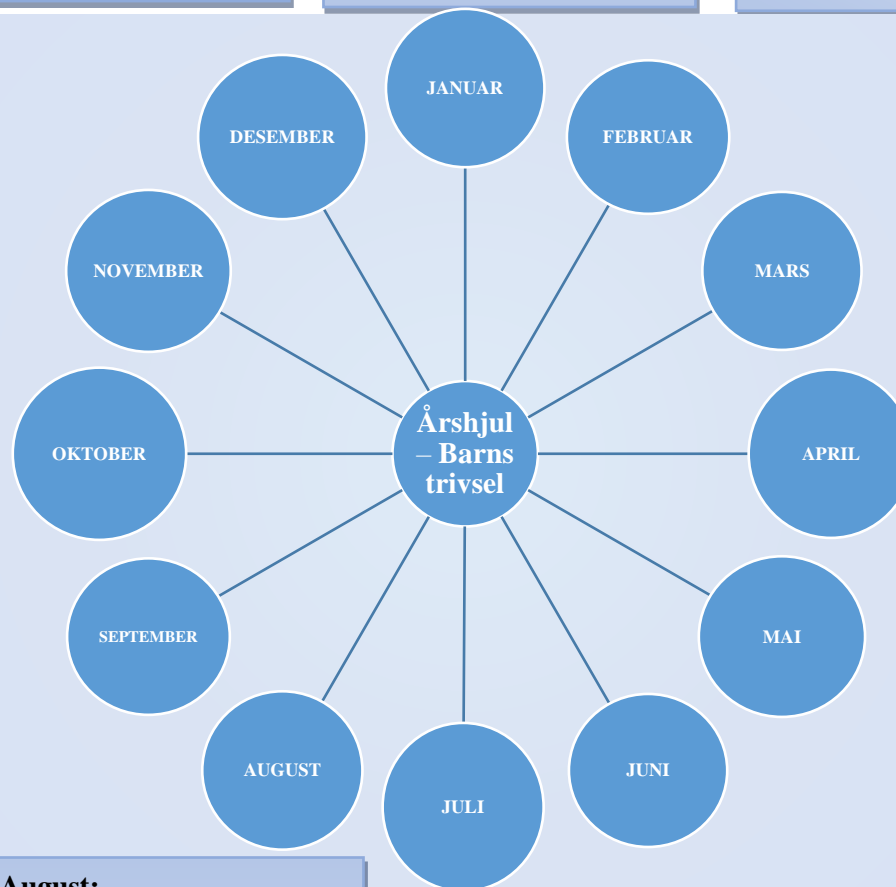 JANUAR
FEBRUAR
MARS
APRIL
MAI
JUNI
JULI
AUGUST
SEPTEMBER
OKTOBER
NOVEMBER
DESEMBER
Årshjul
– Barns
trivsel
August: